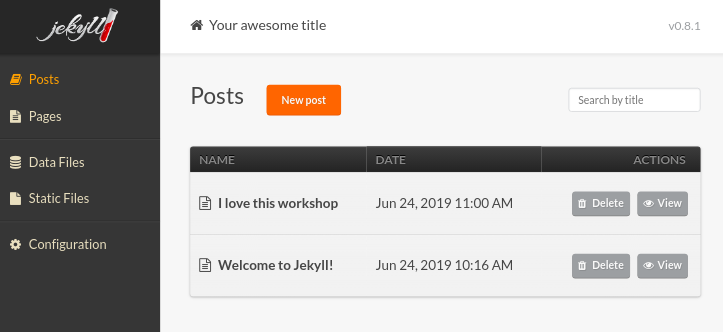 jekyll
Your awesome title
v0.8.1
Posts
Pages
Data Files
Static Files
Configuration
Posts
New post
Search by title
NAME DATE ACTIONS
I love this workshop Jun 24, 2019 11:00 AM Delete View
Welcome to Jekyll! Jun 24, 2019 10:16 AM Delete View